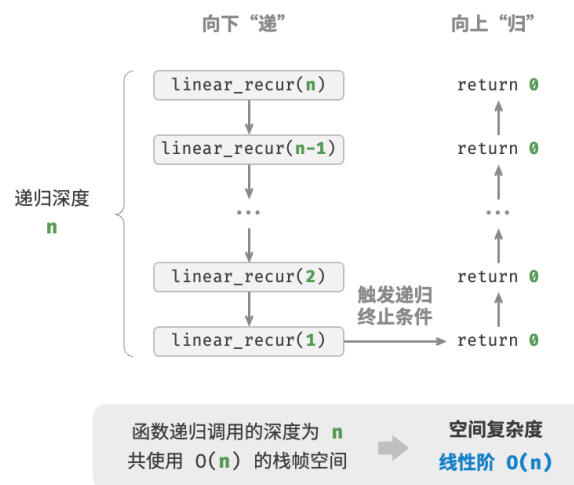 向下“递”
向上“归”
linear_recur(n)
return 0
linear_recur(n-1)
return 0
递归深度
n
...
...
linear_recur(2)
return 0
触发递归
终止条件
linear_recur(1)
return 0
函数递归调用的深度为 n
共使用 O(n) 的栈帧空间
空间复杂度
线性阶 O(n)